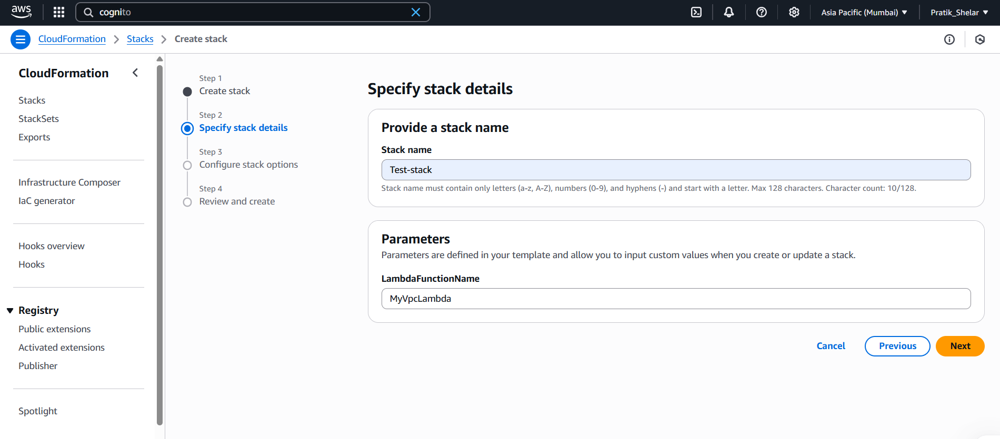 aws
cognito
Asia Pacific (Mumbai)
Pratik_Shelar
CloudFormation
Stacks
Create stack
CloudFormation
Stacks
StackSets
Exports
Infrastructure Composer
IaC generator
Hooks overview
Hooks
Registry
Public extensions
Activated extensions
Publisher
Spotlight
Step 1
Create stack
Step 2
Specify stack details
Step 3
Configure stack options
Step 4
Review and create
Specify stack details
Provide a stack name
Stack name
Test-stack
Stack name must contain only letters (a-z, A-Z), numbers (0-9), and hyphens (-) and start with a letter. Max 128 characters. Character count: 10/128.
Parameters
Parameters are defined in your template and allow you to input custom values when you create or update a stack.
LambdaFunctionName
MyVpcLambda
Cancel
Previous
Next